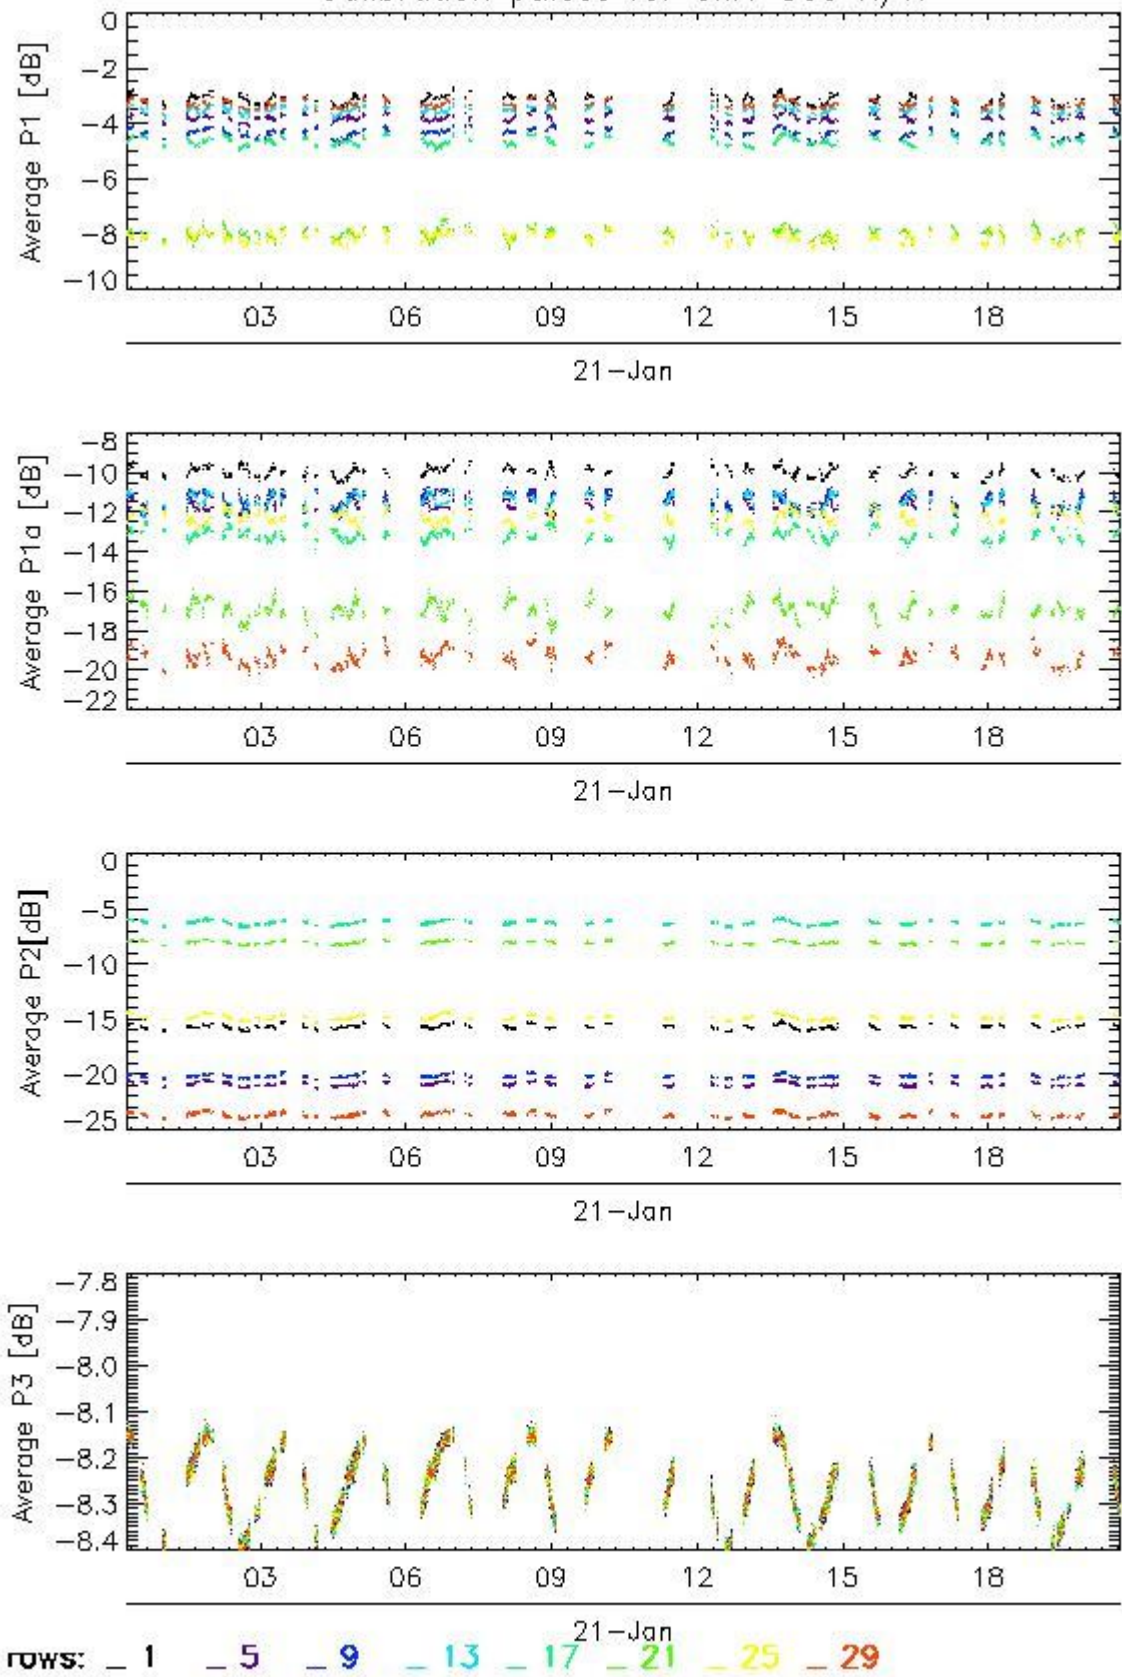 0
-2
-4
-6
-8
-10
Average P1 [dB]
03 06 09 12 15 18
21-Jan
-8
-10
-12
-14
-16
-18
-20
-22
Average P1a [dB]
03 06 09 12 15 18
21-Jan
0
-5
-10
-15
-20
-25
Average P2[dB]
03 06 09 12 15 18
21-Jan
-7.8
-7.9
-8.0
-8.1
-8.2
-8.3
-8.4
Average P3 [dB]
03 06 09 12 15 18
21-Jan
rows: _ 1 _ 5 _ 9 _ 13 _ 17 _ 21 _ 25 _ 29